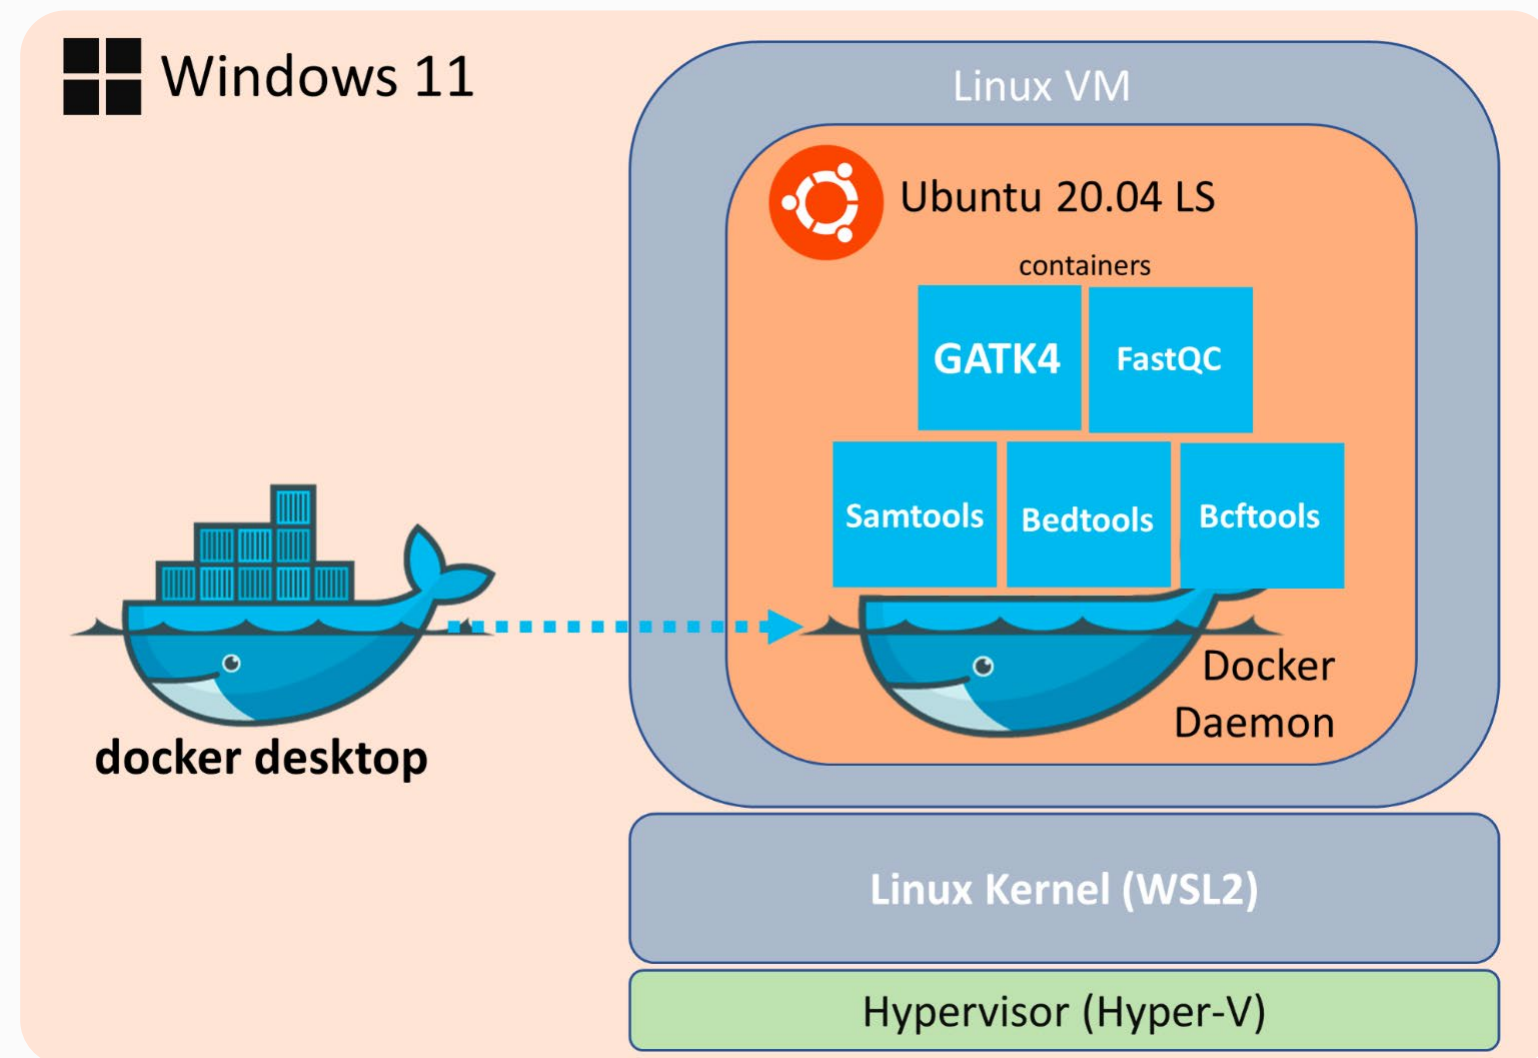 Windows 11
Linux VM
Ubuntu 20.04 LS
containers
GATK4
FastQC
Samtools
Bedtools
Bcftools
Docker
Daemon
docker desktop
Linux Kernel (WSL2)
Hypervisor (Hyper-V)